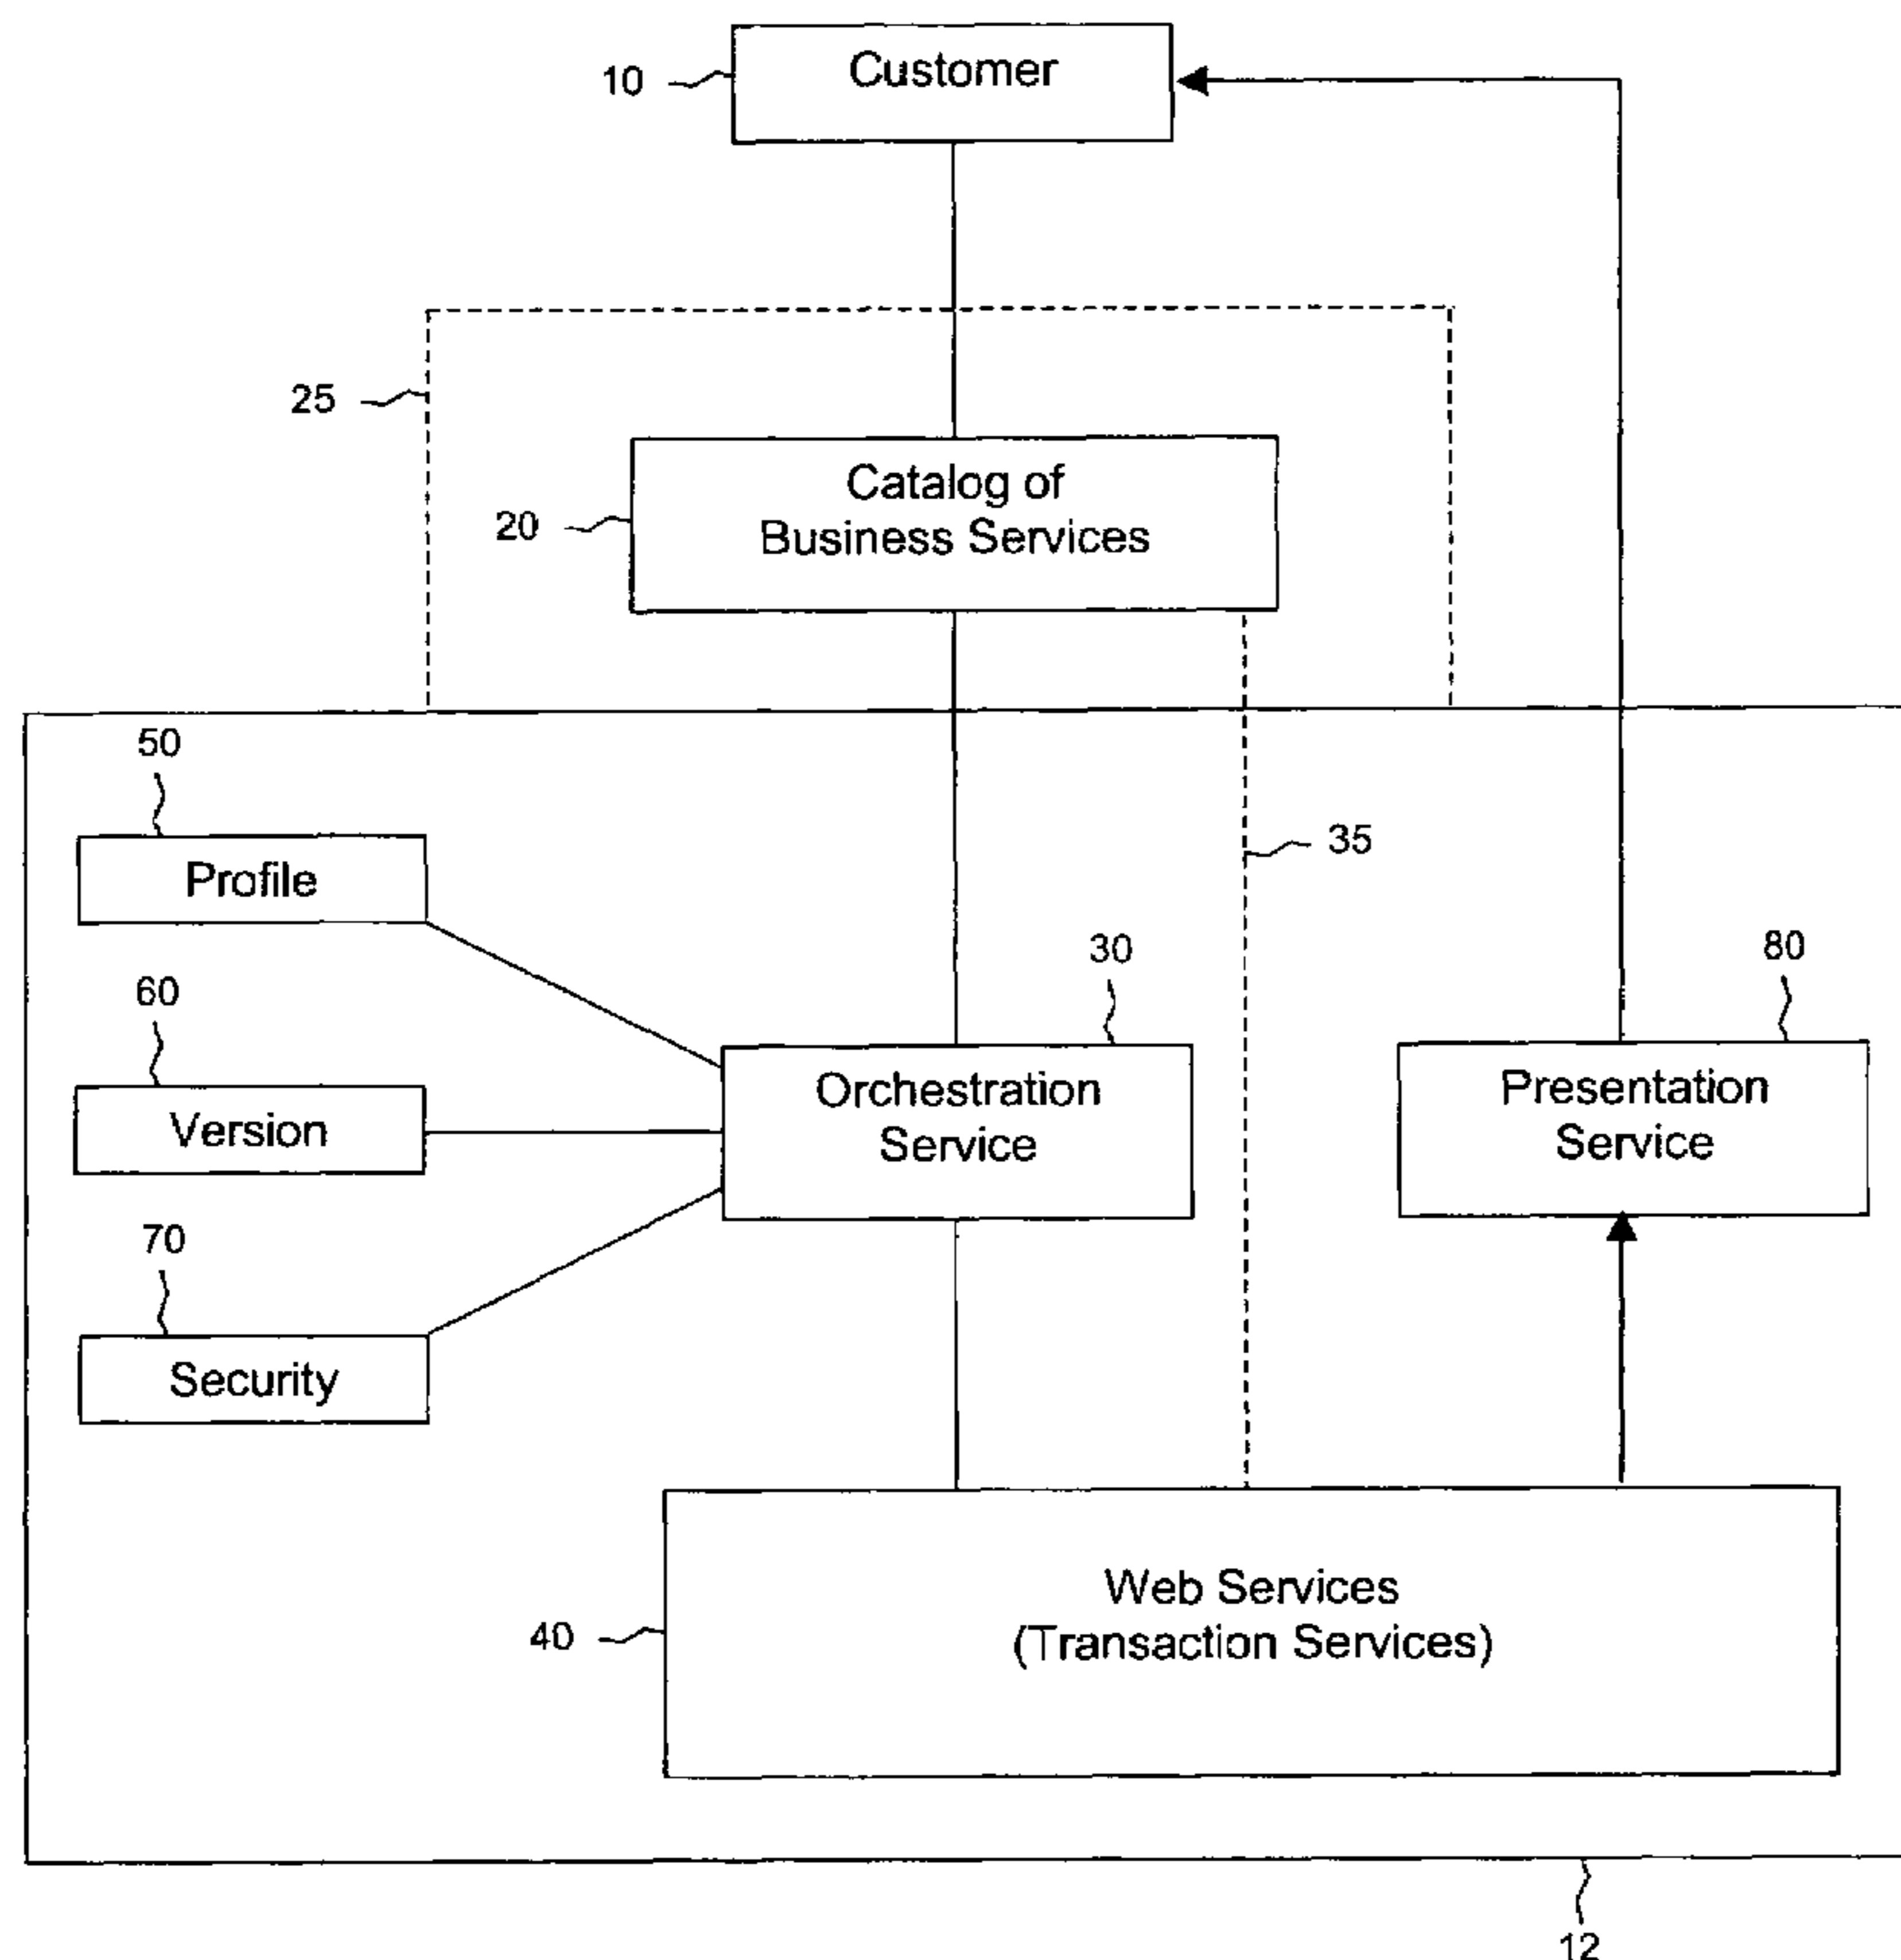 10
Customer
25
20
Catalog of
Business Services
50
Profile
35
30
80
60
Version
Orchestration
Service
Presentation
Service
70
Security
40
Web Services
(Transaction Services)
12